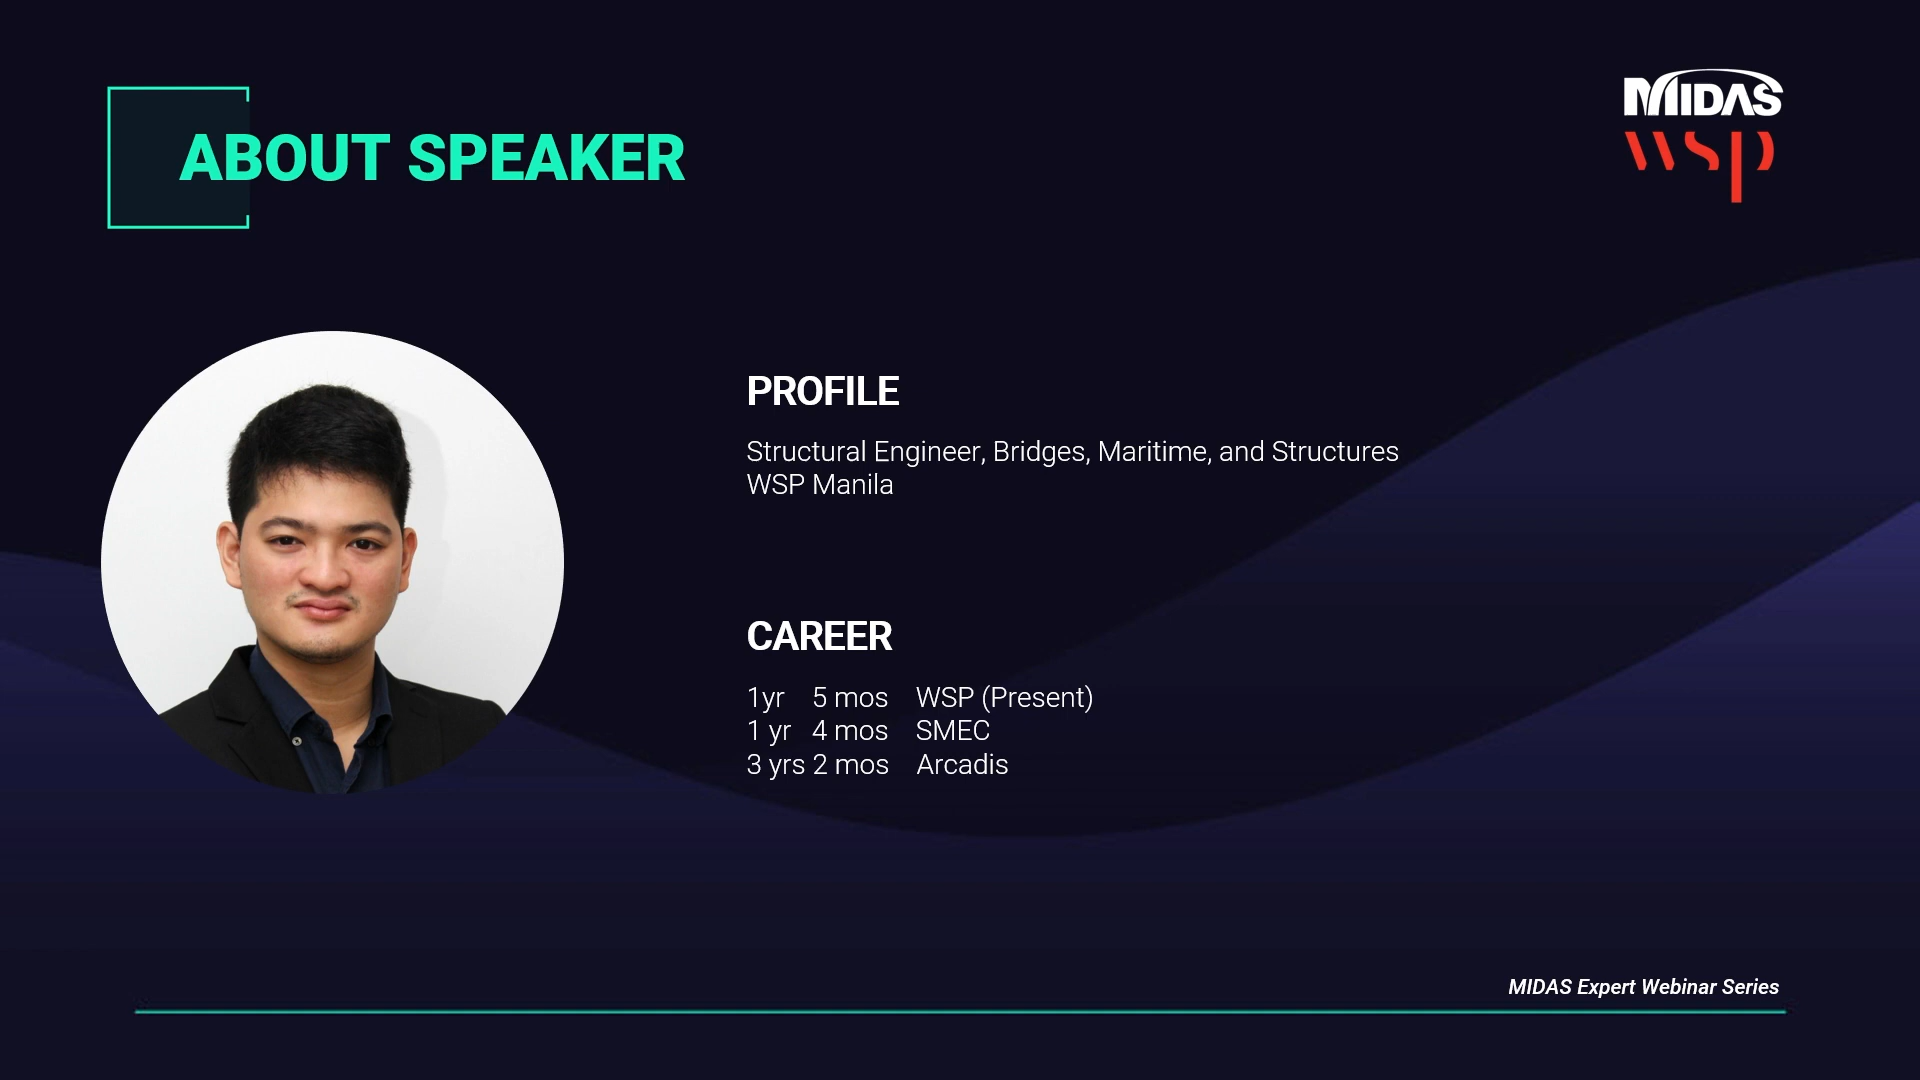 ABOUT SPEAKER
MIDAS
wsp
PROFILE
Structural Engineer, Bridges, Maritime, and Structures
WSP Manila
CAREER
1yr 5 mos WSP (Present)
1 yr 4 mos SMEC
3 yrs 2 mos Arcadis
MIDAS Expert Webinar Series